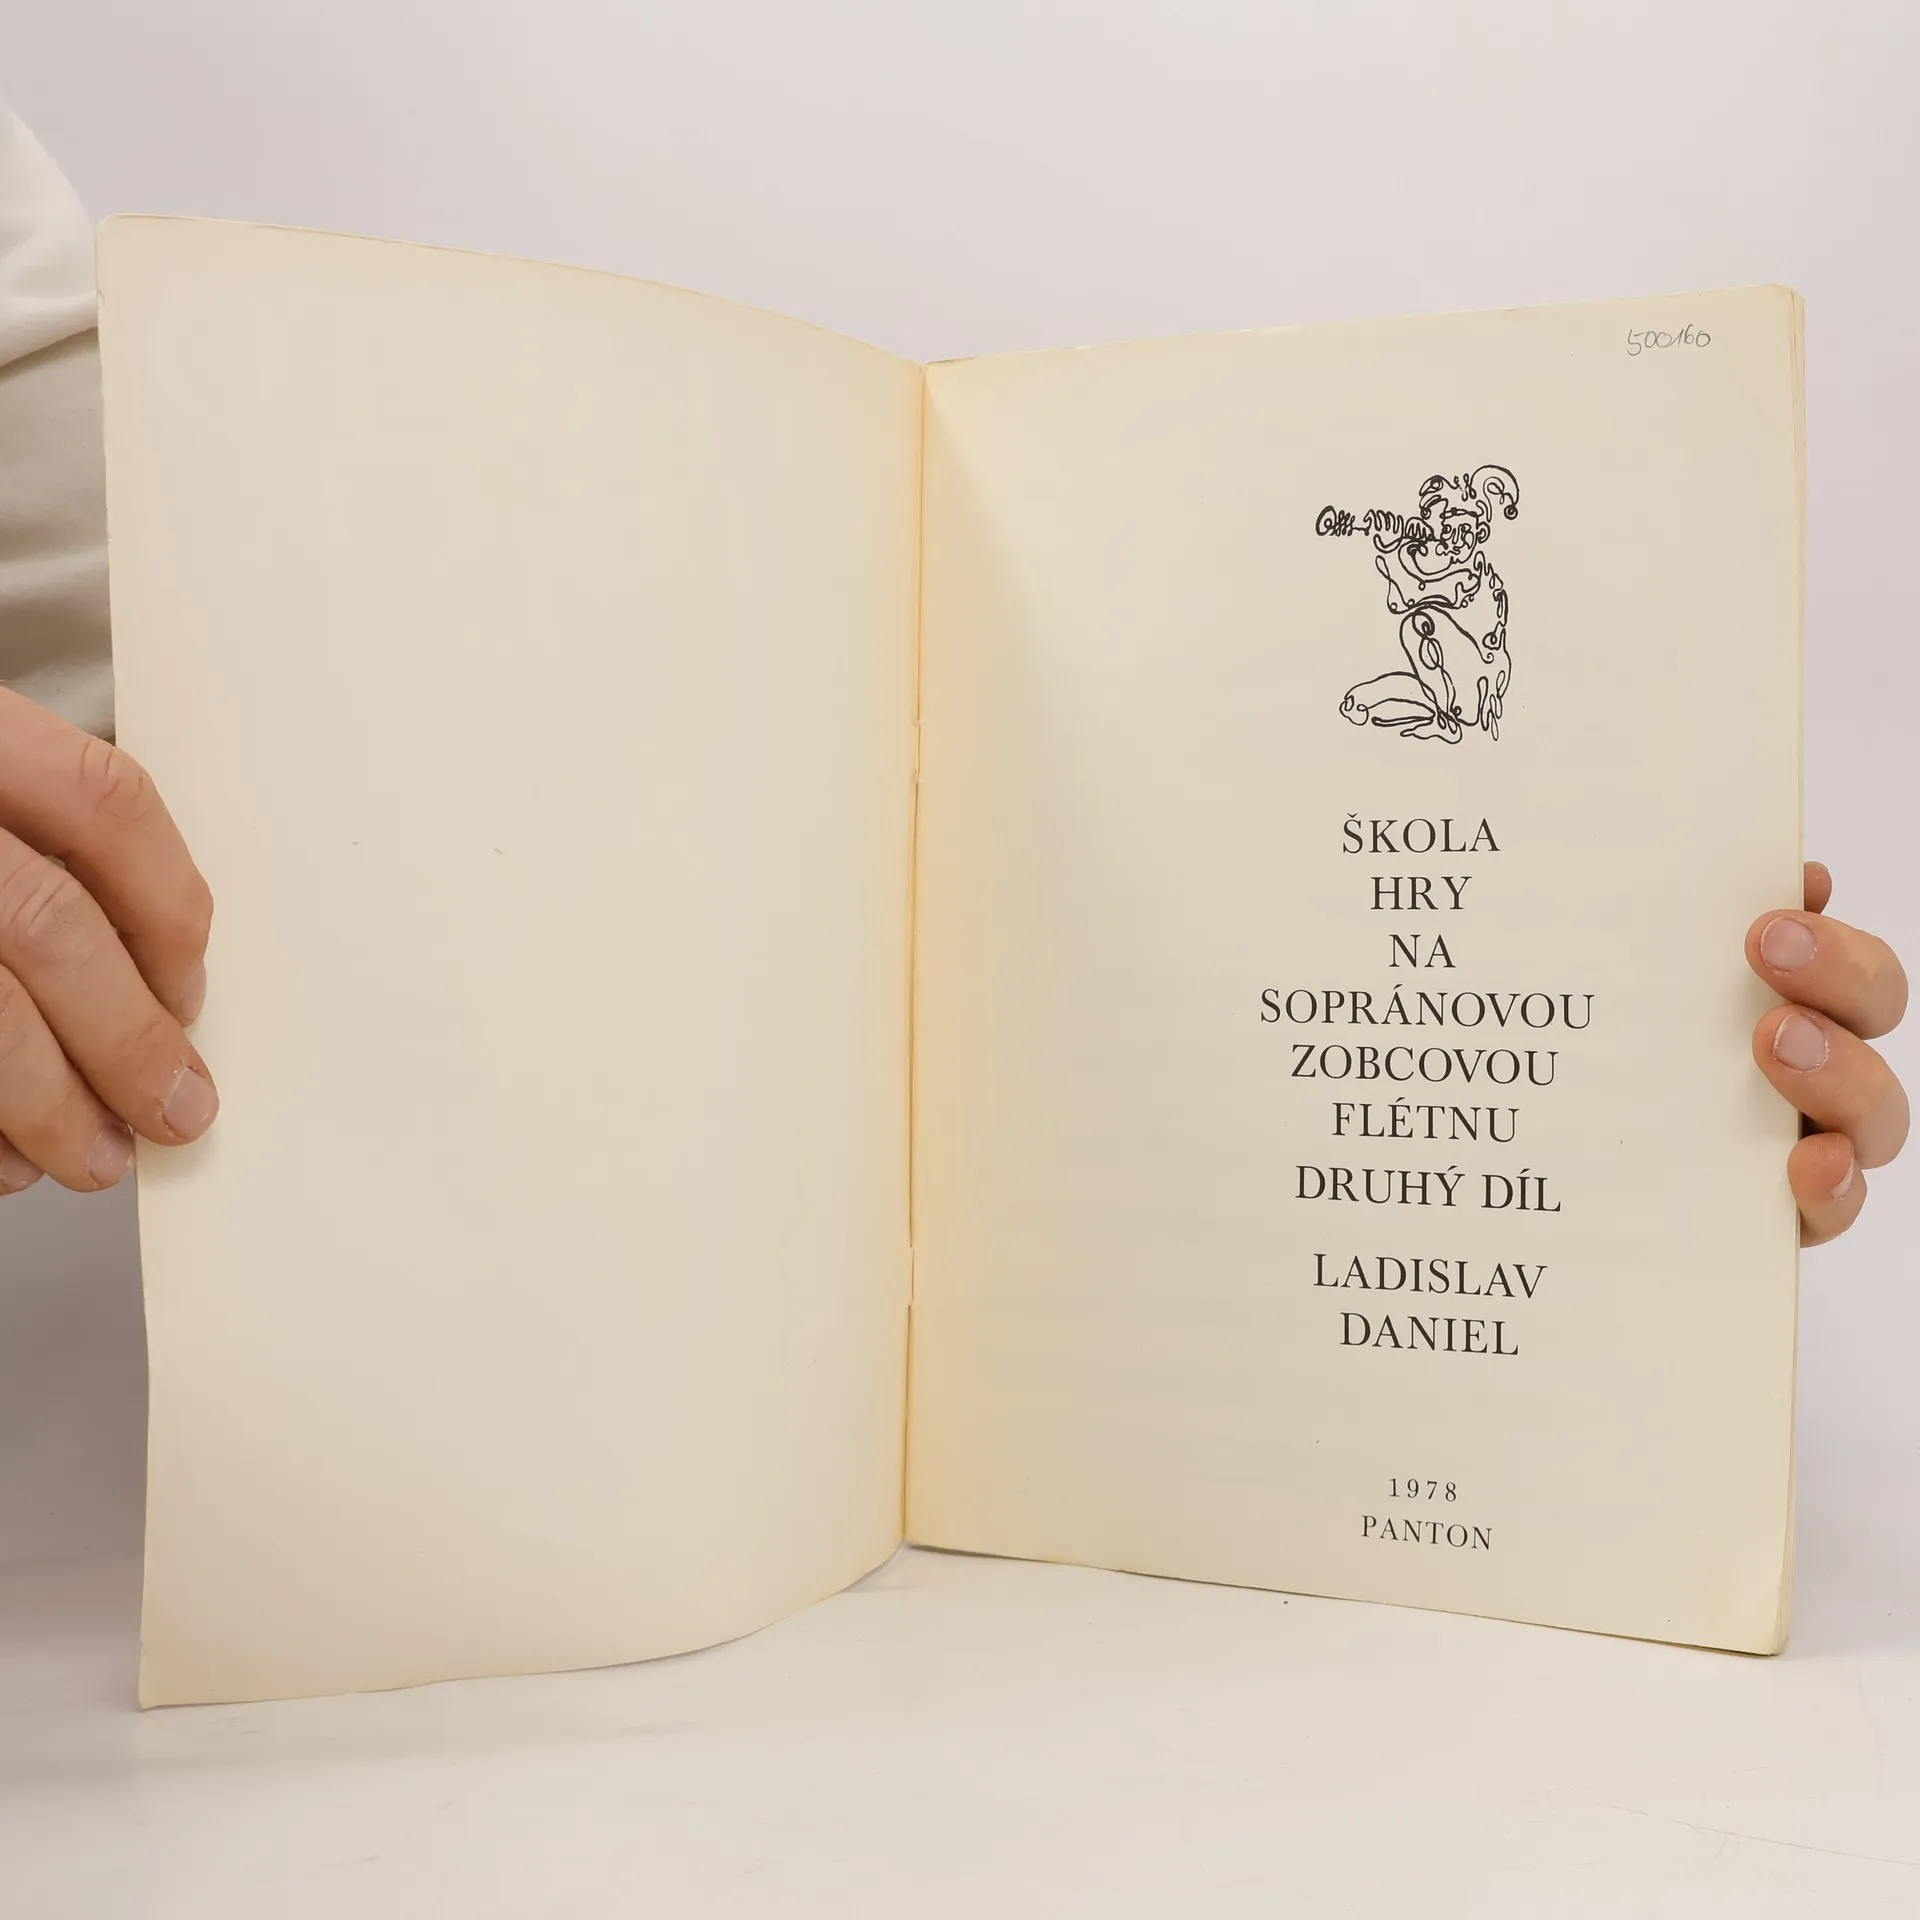 500160
ŠKOLA
HRY
NA
SOPRÁNOVOU
ZOBCOVOU
FLÉTNU
DRUHÝ DÍL
LADISLAV
DANIEL
1978
PANTON